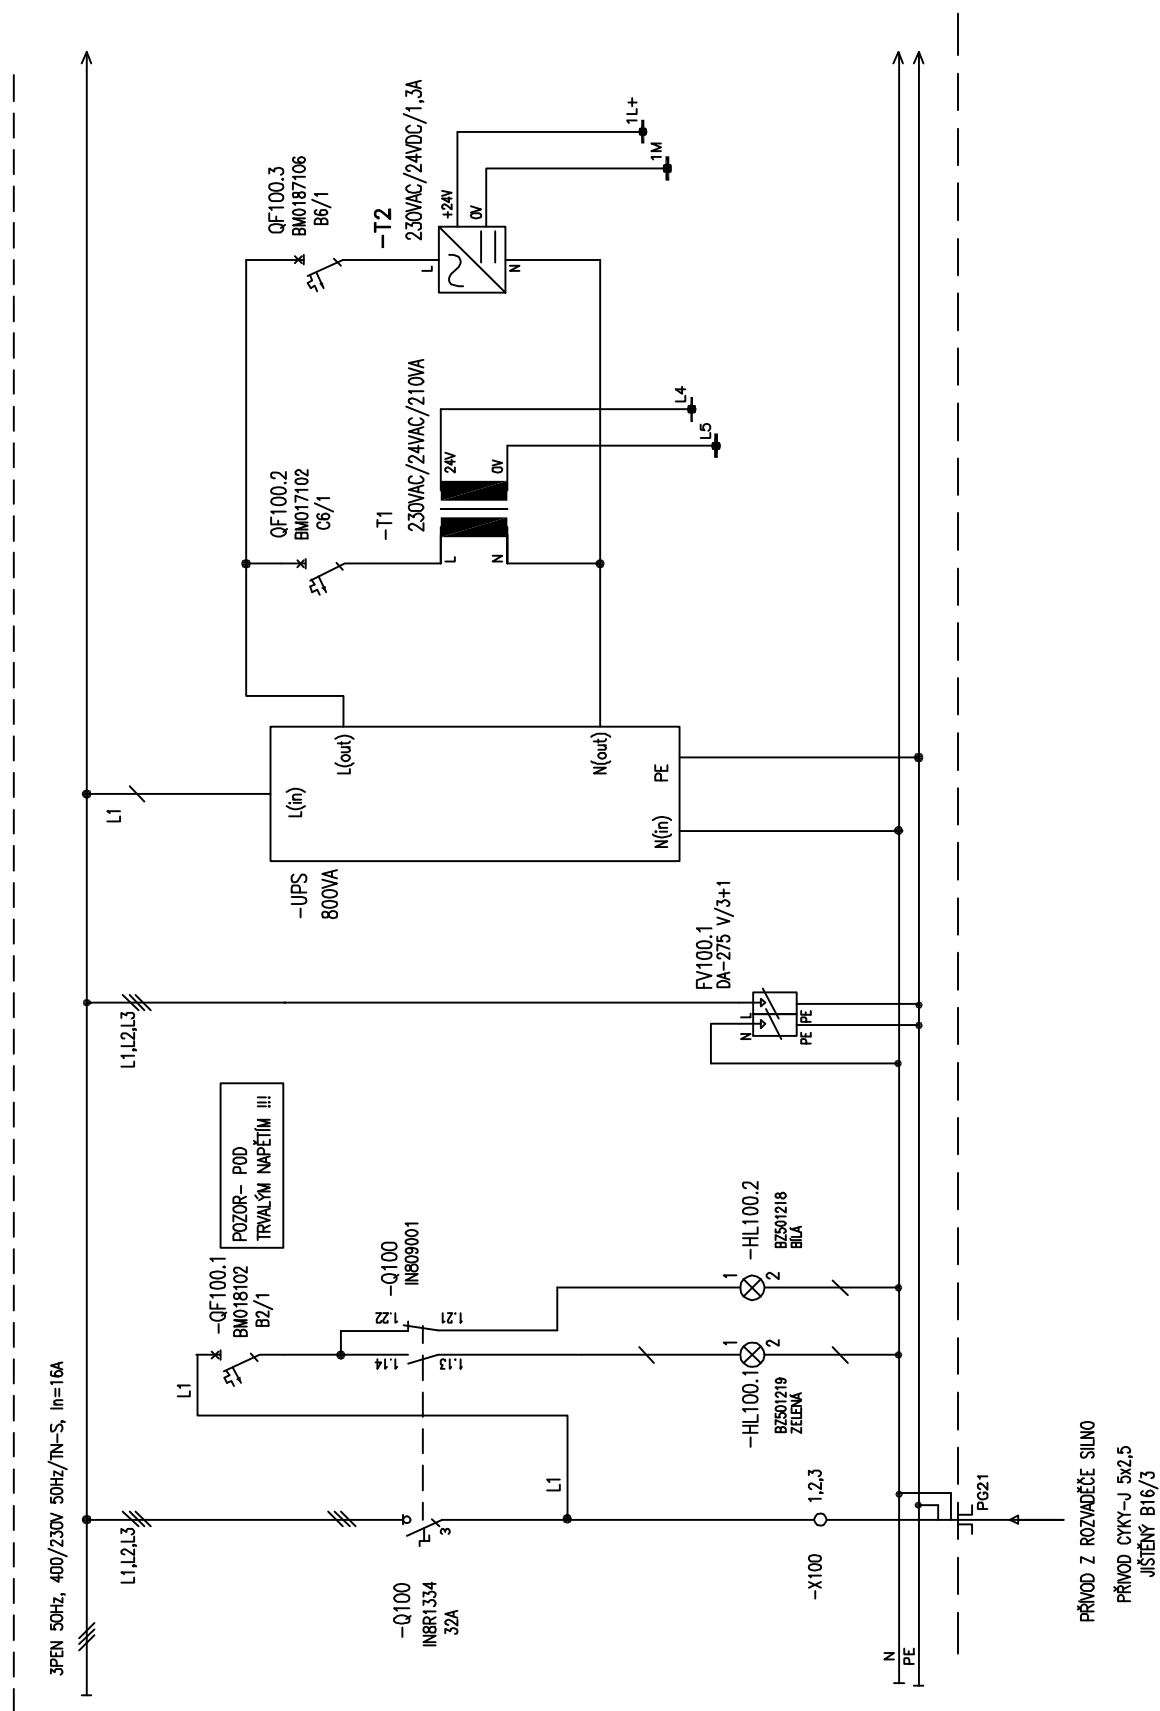 3PEN 50Hz, 400/230V 50Hz/TN-S, In=16A
L1,L2,L3
-Q100
IN8R1334
32A
3
L1
L1
-QF100.1
BM018102
B2/1
POZOR- POD
TRVALÝM NAPĚTÍM !!!
-Q100
IN809001
1.14
1.13
1.22
1.21
-HL100.1
BZ501219
ZELENÁ
1
2
-HL100.2
BZ501218
BÍLÁ
1
2
-X100
1,2,3
N
PE
PG21
PŘÍVOD Z ROZVADĚČE SILNO
PŘÍVOD CYKY-J 5x2,5
JIŠTĚNÝ B16/3
L1,L2,L3
FV100.1
DA-275 V/3+1
N
L
PE
PE
L1
-UPS
800VA
L(in)
L(out)
N(in)
PE
N(out)
QF100.2
BM017102
C6/1
-T1
230VAC/24VAC/210VA
L
N
24V
0V
L5
L4
QF100.3
BM0187106
B6/1
-T2
230VAC/24VDC/1,3A
L
N
+24V
0V
1M
1L+